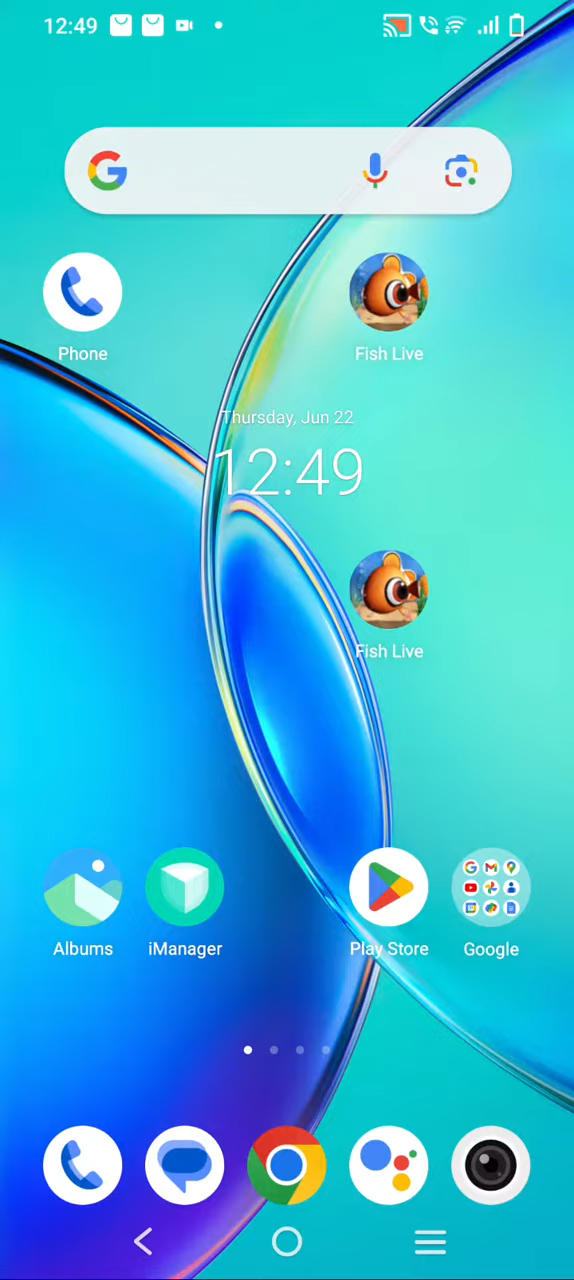 12:49
Phone
Fish Live
Thursday, Jun 22
12:49
Fish Live
Albums
iManager
Play Store
Google